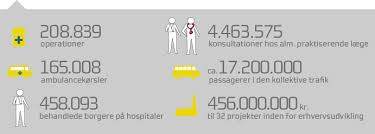 208.839
operationer
4.463.575
konsultationer hos alm. praktiserende læge
165.008
ambulancekørsler
ca. 17.200.000
passagerer i den kollektive trafik
458.093
behandlede borgere på hospitaler
456.000.000 kr.
til 32 projekter inden for erhvervsudvikling